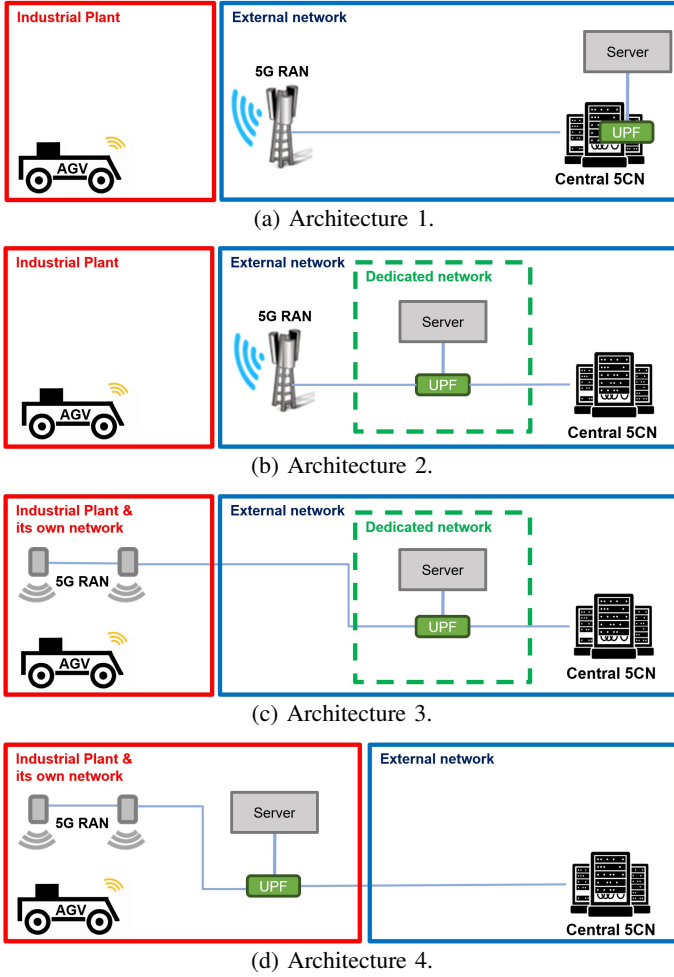 Industrial Plant
External network
5G RAN
Server
AGV
UPF
Central 5CN
(a) Architecture 1.
Industrial Plant
External network
Dedicated network
5G RAN
Server
AGV
UPF
Central 5CN
(b) Architecture 2.
Industrial Plant &
its own network
External network
Dedicated network
5G RAN
Server
AGV
UPF
Central 5CN
(c) Architecture 3.
Industrial Plant &
its own network
External network
5G RAN
Server
AGV
UPF
Central 5CN
(d) Architecture 4.